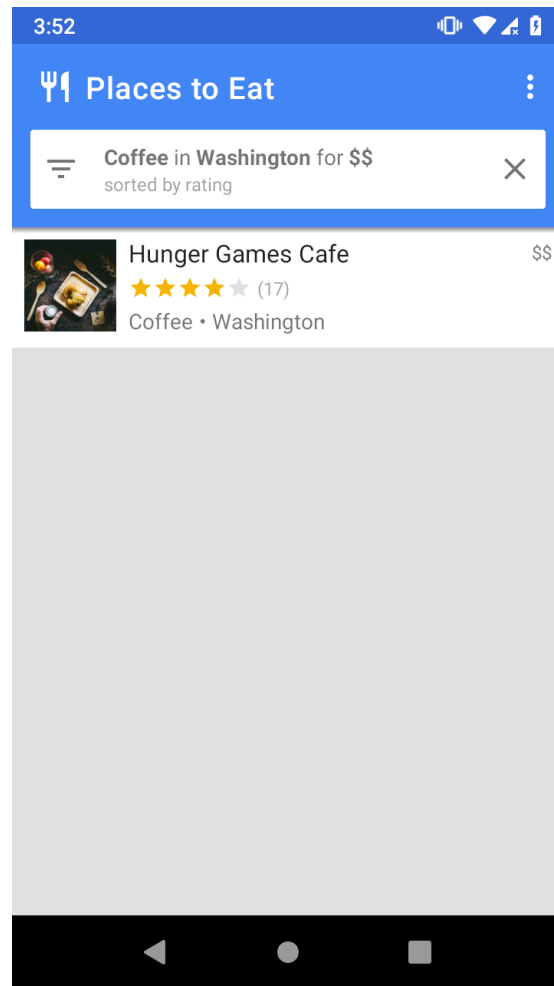 3:52
Places to Eat
Coffee in Washington for $$
sorted by rating
Hunger Games Cafe $$
(17)
Coffee • Washington